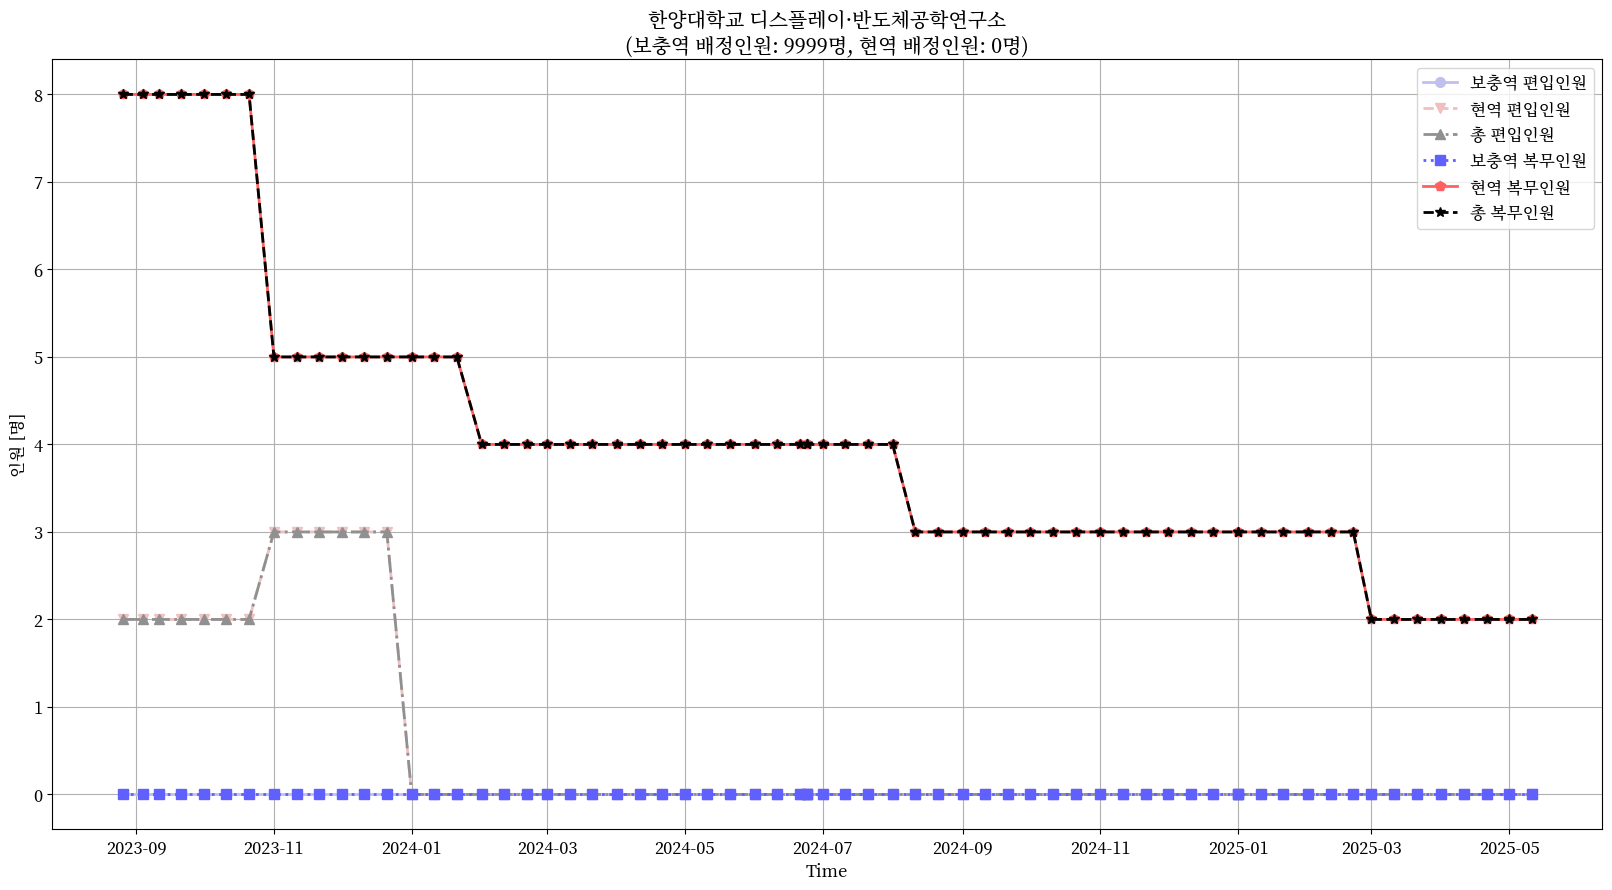 한양대학교 디스플레이·반도체공학연구소
(보충역 배정인원: 9999명, 현역 배정인원: 0명)
보충역 편입인원
현역 편입인원
총 편입인원
보충역 복무인원
현역 복무인원
총 복무인원
인원 [명]
8
7
6
5
4
3
2
1
0
2023-09 2023-11 2024-01 2024-03 2024-05 2024-07 2024-09 2024-11 2025-01 2025-03 2025-05
Time